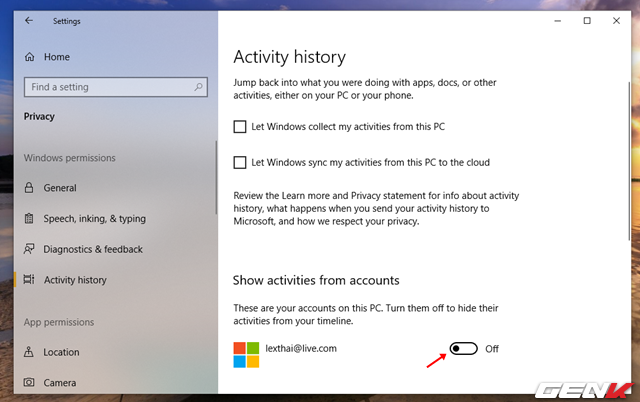 Settings
Home
Find a setting
Privacy
Windows permissions
General
Speech, inking, & typing
Diagnostics & feedback
Activity history
App permissions
Location
Camera
Activity history
Jump back into what you were doing with apps, docs, or other
activities, either on your PC or your phone.
Let Windows collect my activities from this PC
Let Windows sync my activities from this PC to the cloud
Review the Learn more and Privacy statement for info about activity
history, what happens when you send your activity history to
Microsoft, and how we respect your privacy.
Show activities from accounts
These are your accounts on this PC. Turn them off to hide their
activities from your timeline.
lexthai@live.com
Off
GENK